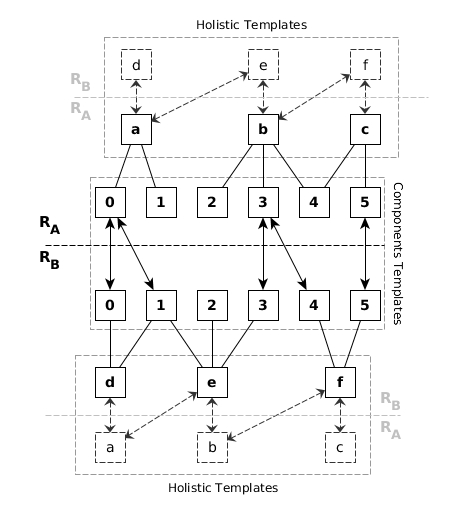 Holistic Templates
d e f
R_B
R_A
a b c
0 1 2 3 4 5
Components Templates
R_A
R_B
0 1 2 3 4 5
d e f
R_B
R_A
a b c
Holistic Templates